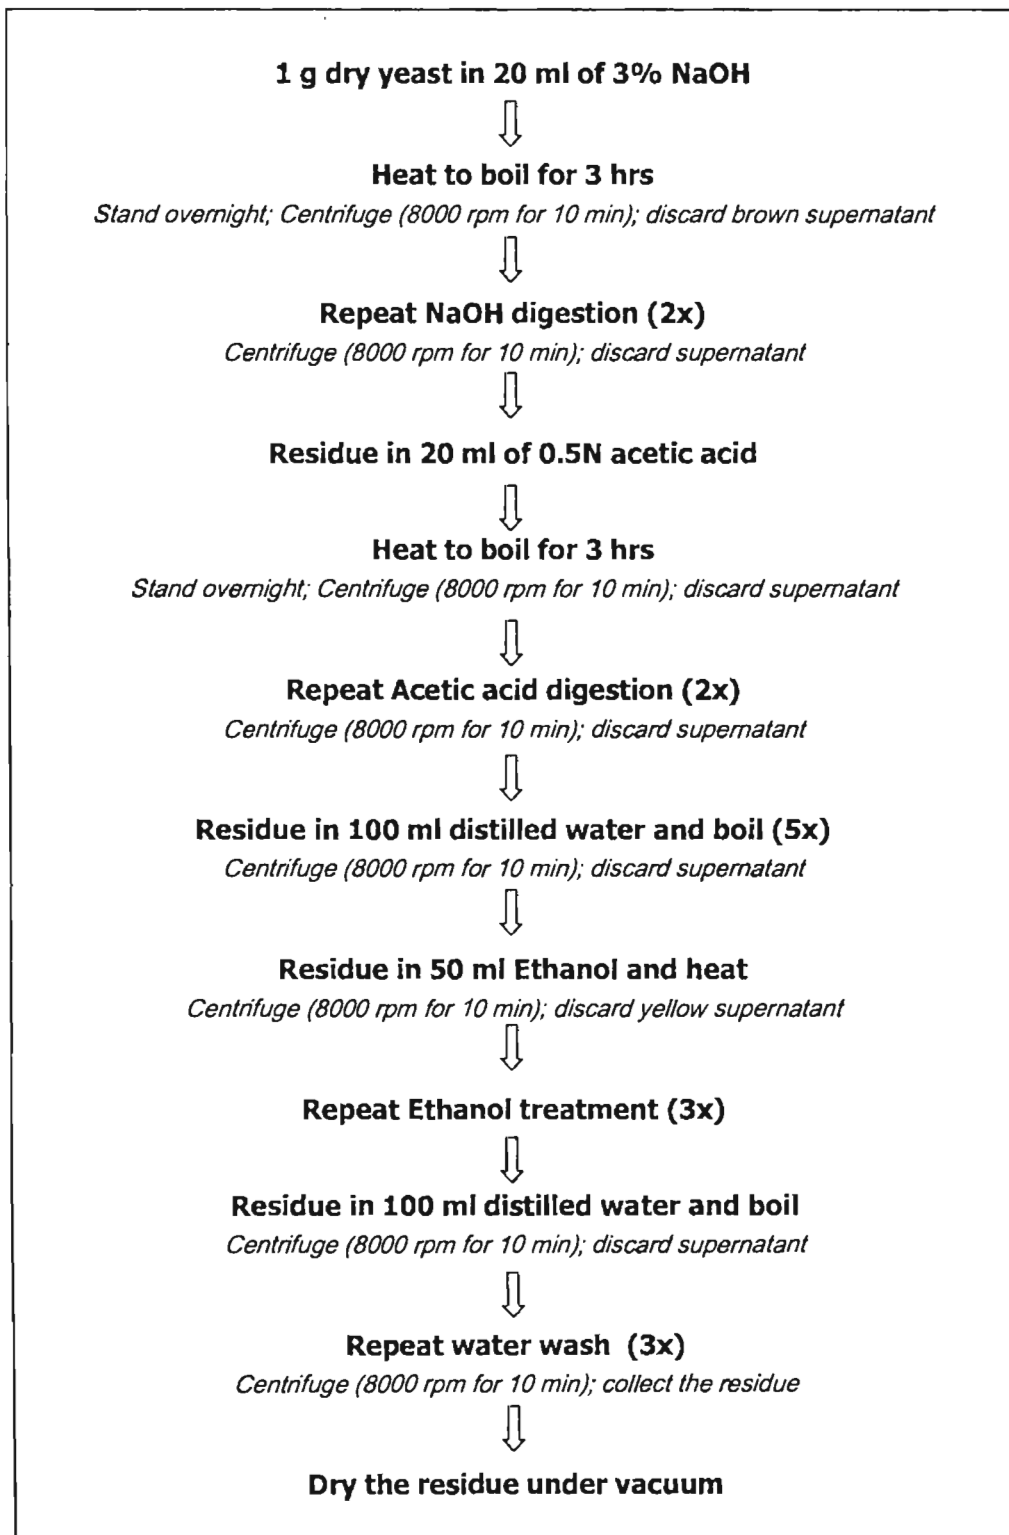 1 g dry yeast in 20 ml of 3% NaOH
Heat to boil for 3 hrs
Stand overnight; Centrifuge (8000 rpm for 10 min); discard brown supernatant
Repeat NaOH digestion (2x)
Centrifuge (8000 rpm for 10 min); discard supernatant
Residue in 20 ml of 0.5N acetic acid
Heat to boil for 3 hrs
Stand overnight; Centrifuge (8000 rpm for 10 min); discard supernatant
Repeat Acetic acid digestion (2x)
Centrifuge (8000 rpm for 10 min); discard supernatant
Residue in 100 ml distilled water and boil (5x)
Centrifuge (8000 rpm for 10 min); discard supernatant
Residue in 50 ml Ethanol and heat
Centrifuge (8000 rpm for 10 min); discard yellow supernatant
Repeat Ethanol treatment (3x)
Residue in 100 ml distilled water and boil
Centrifuge (8000 rpm for 10 min); discard supernatant
Repeat water wash (3x)
Centrifuge (8000 rpm for 10 min); collect the residue
Dry the residue under vacuum